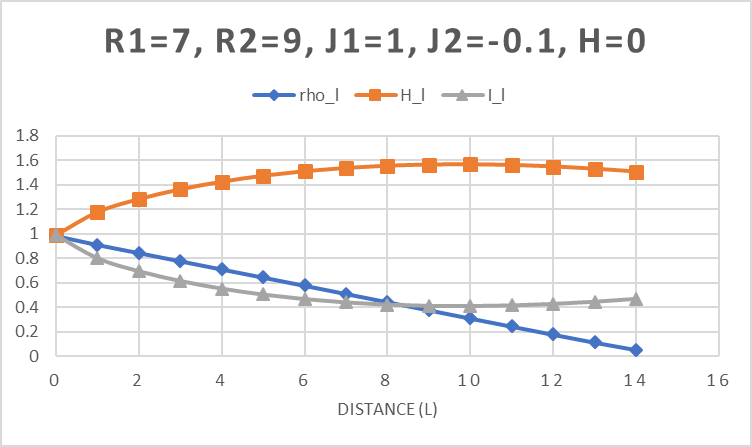 R1=7, R2=9, J1=1, J2=-0.1, H=0
rho_l H_l I_l
1.8
1.6
1.4
1.2
1
0.8
0.6
0.4
0.2
0
0 2 4 6 8 10 12 14 16
DISTANCE (L)